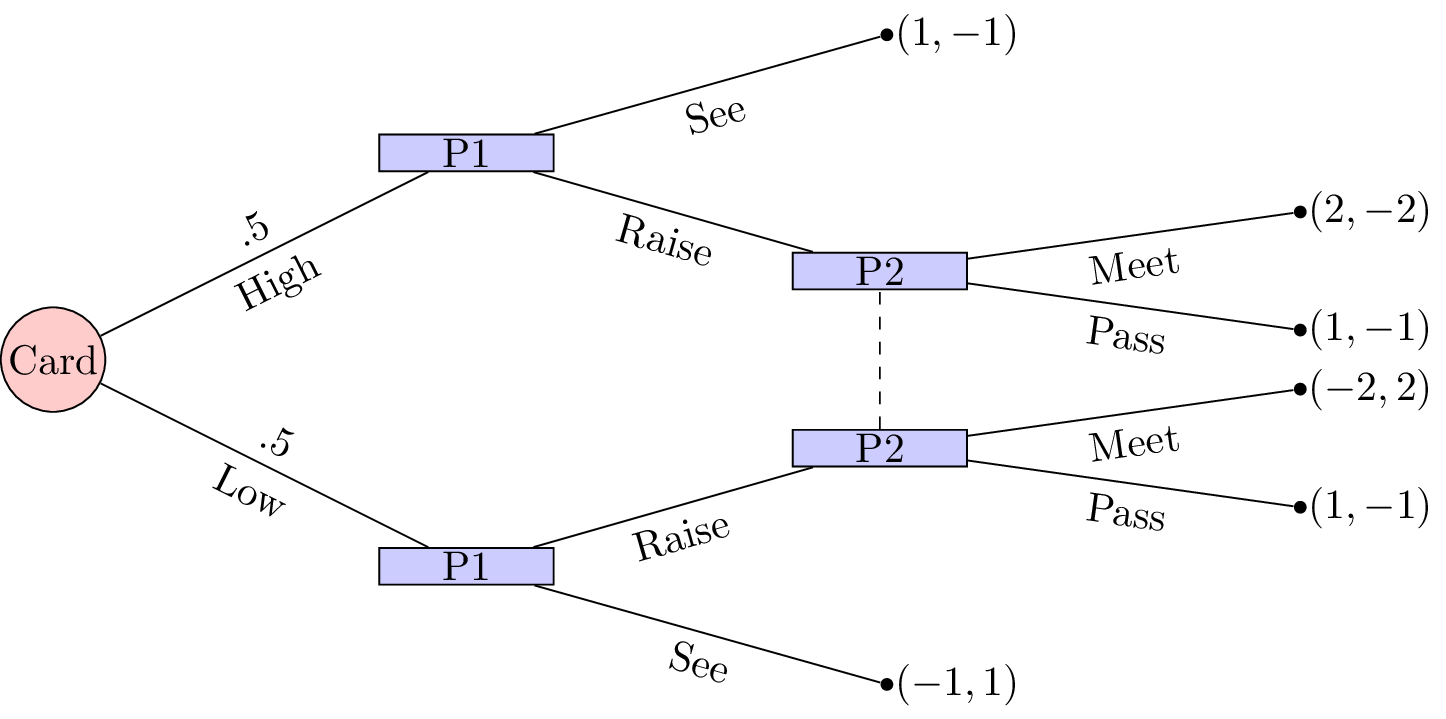 (1, −1)
See
P1
.5
High
Raise
(2, −2)
P2
Meet
(1, −1)
Pass
Card
(−2, 2)
P2
Meet
.5
Low
(1, −1)
Pass
Raise
P1
See
(−1, 1)